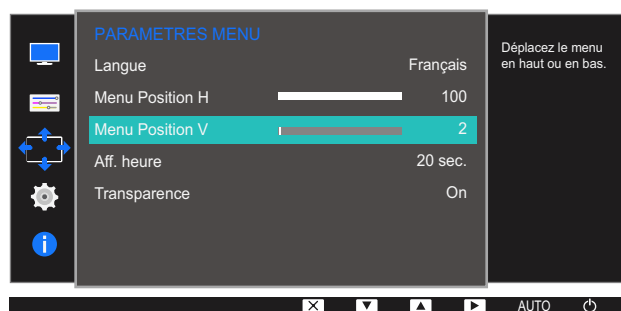 PARAMETRES MENU
Langue Français
Menu Position H 100
Menu Position V 2
Aff. heure 20 sec.
Transparence On
Déplacez le menu
en haut ou en bas.
AUTO